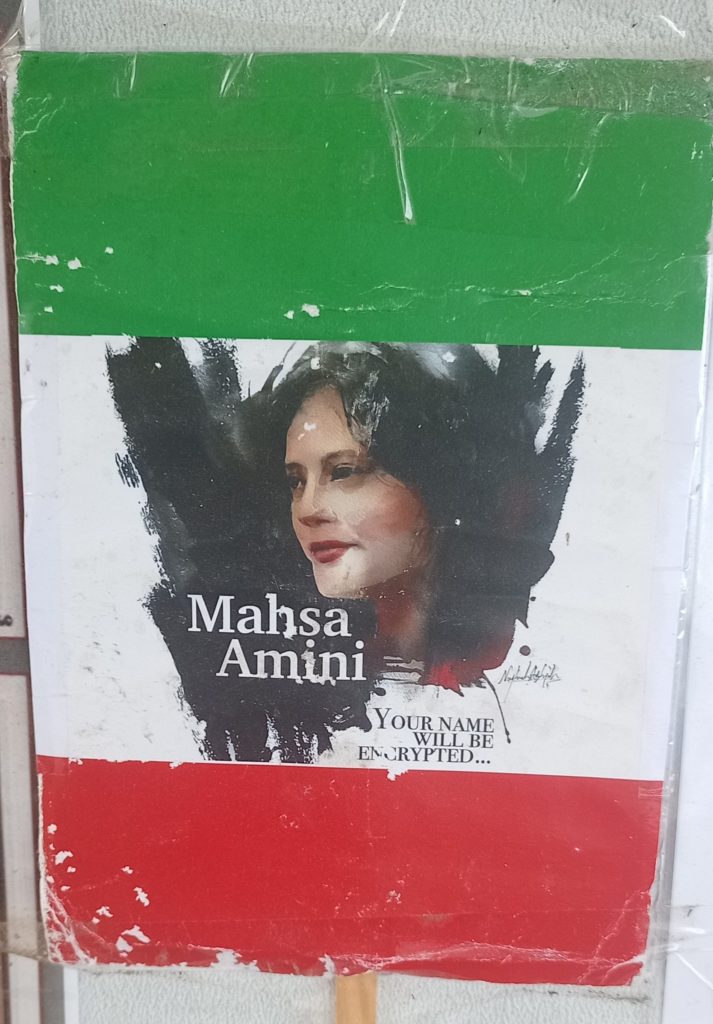 Mahsa
Amini
YOUR NAME
WILL BE
ENCRYPTED...